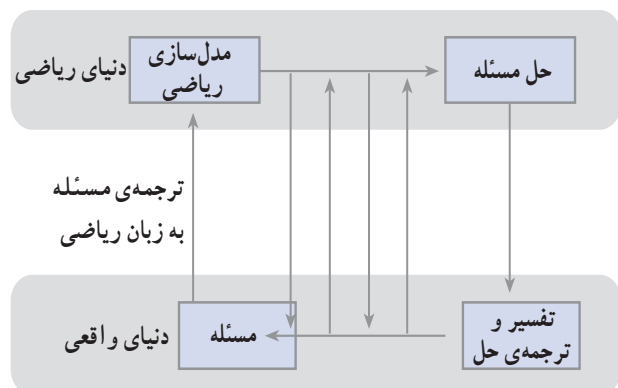 دنیای ریاضی
مدل‌سازی
ریاضی
حل مسئله
ترجمه‌ی مسئله
به زبان ریاضی
دنیای واقعی
مسئله
تفسیر و
ترجمه‌ی حل